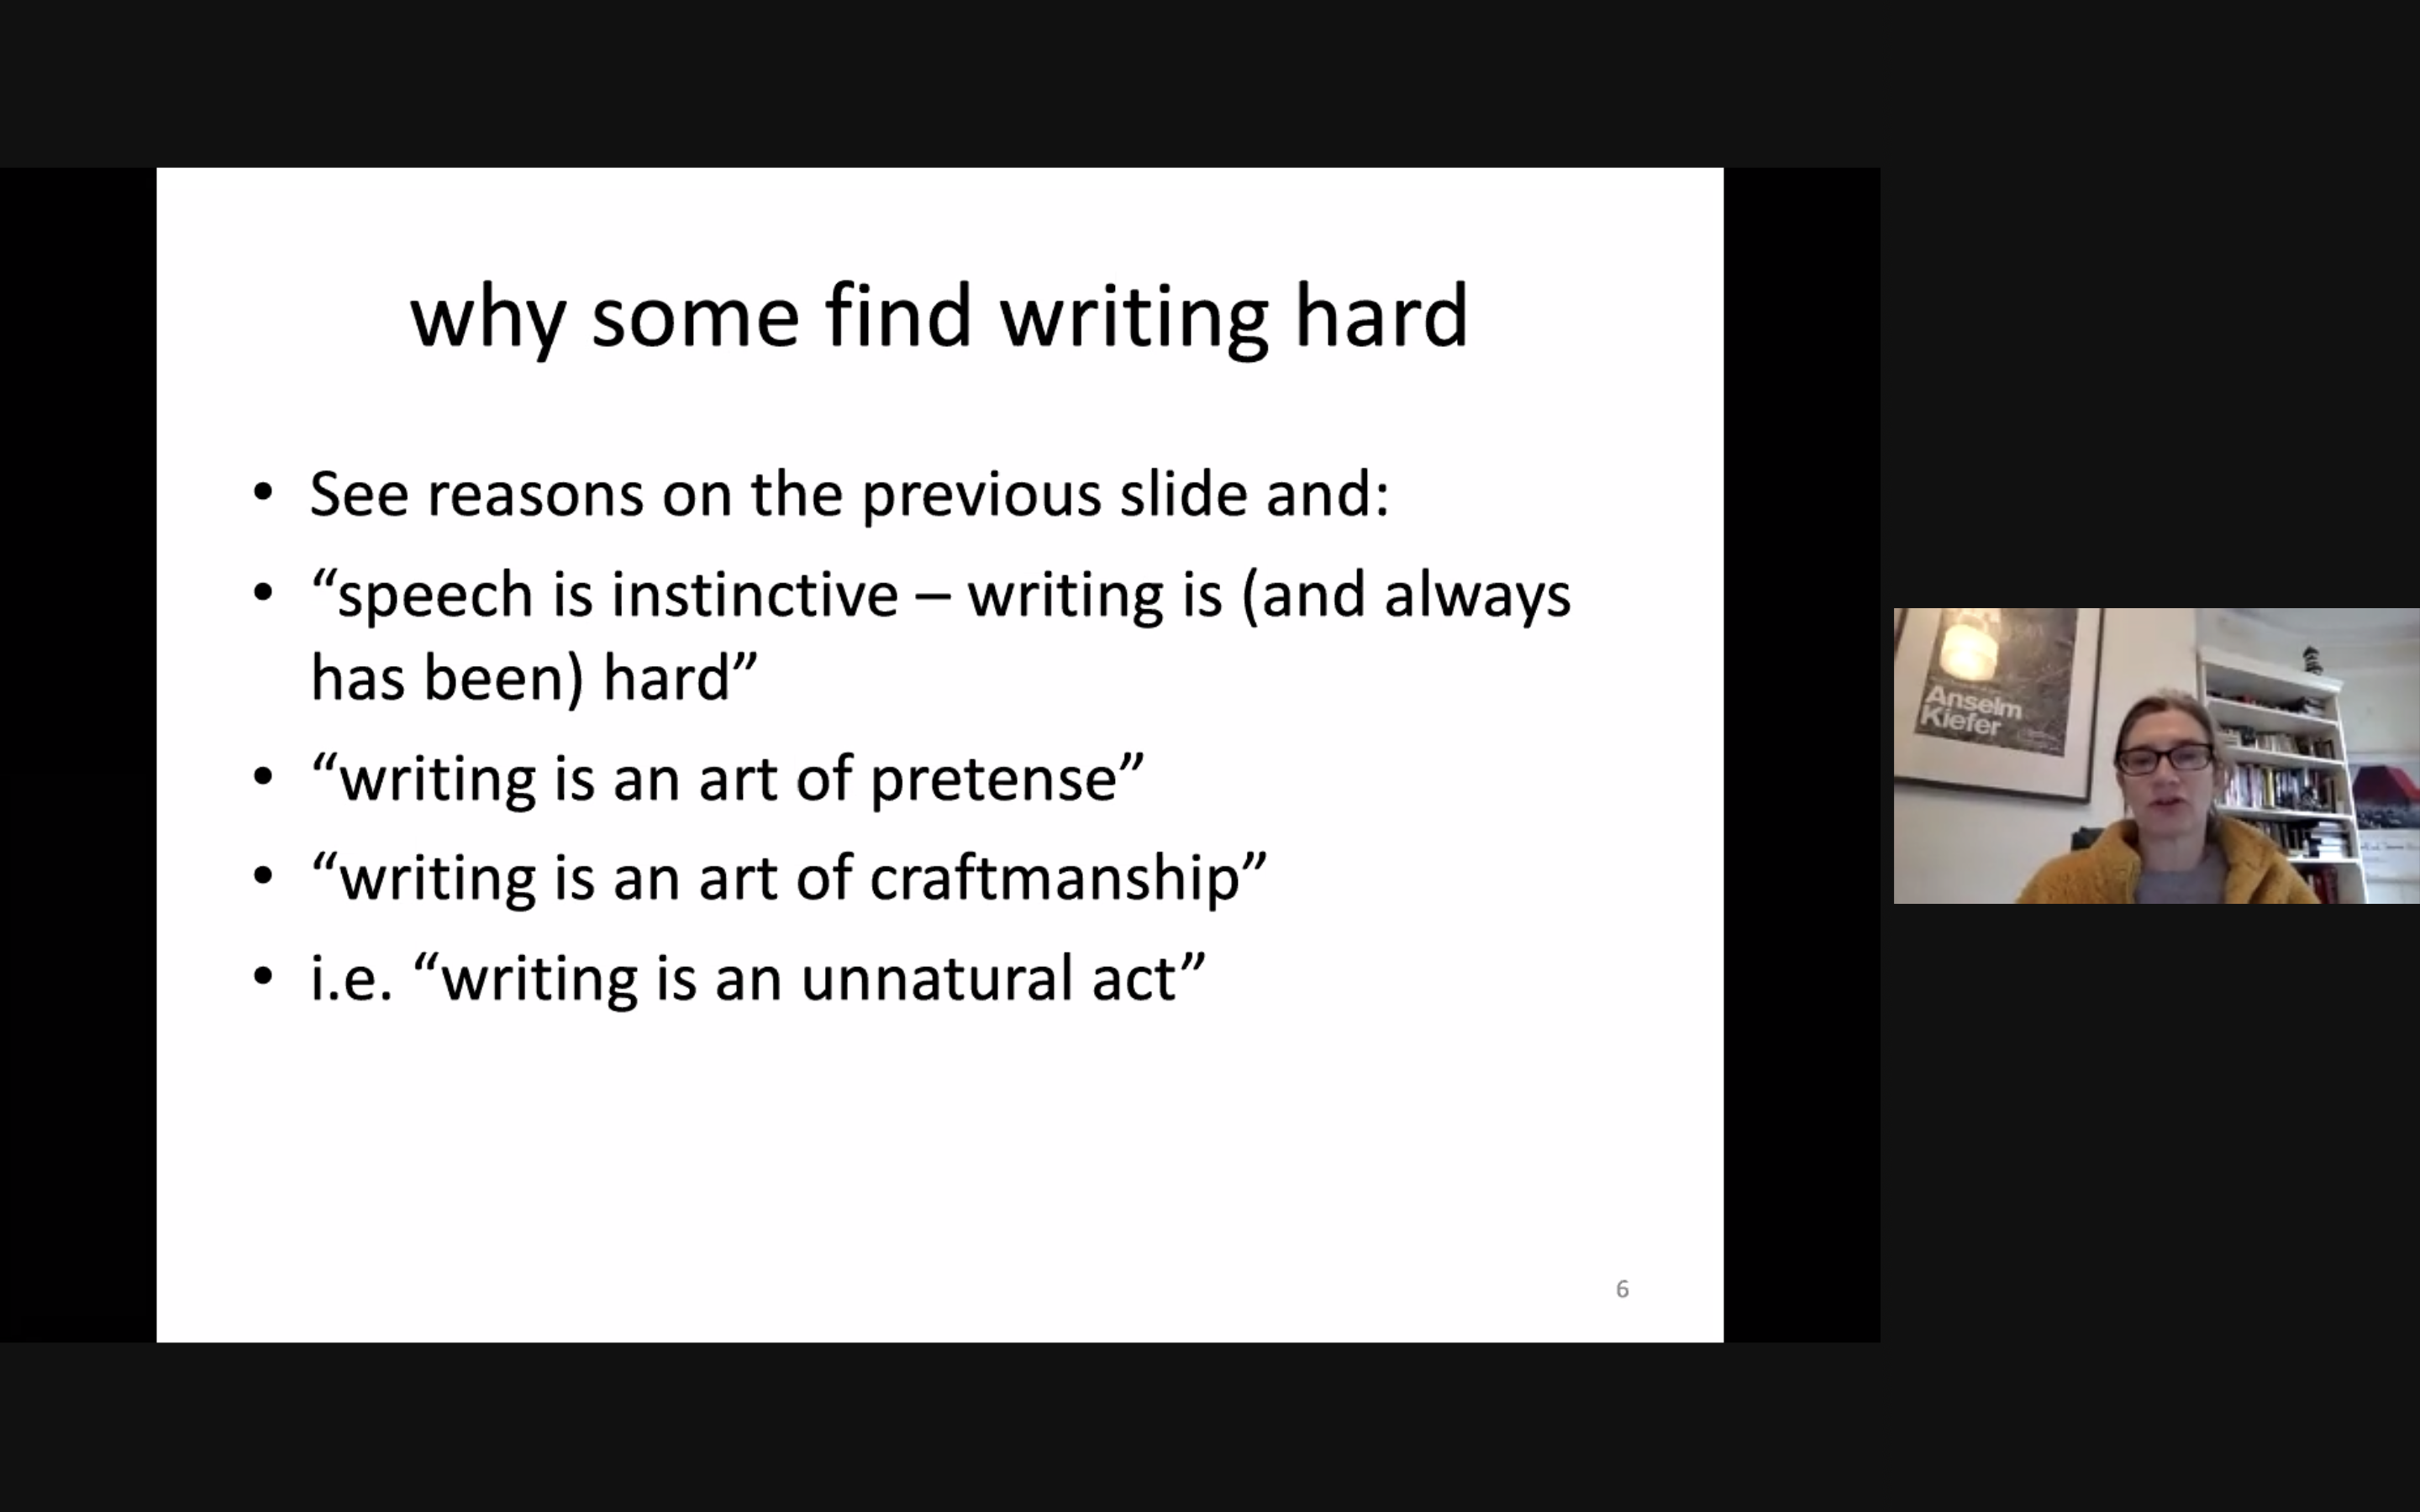 why some find writing hard
• See reasons on the previous slide and:
• “speech is instinctive – writing is (and always
has been) hard”
• “writing is an art of pretense”
• “writing is an art of craftmanship”
• i.e. “writing is an unnatural act”
6
Anselm
Kiefer